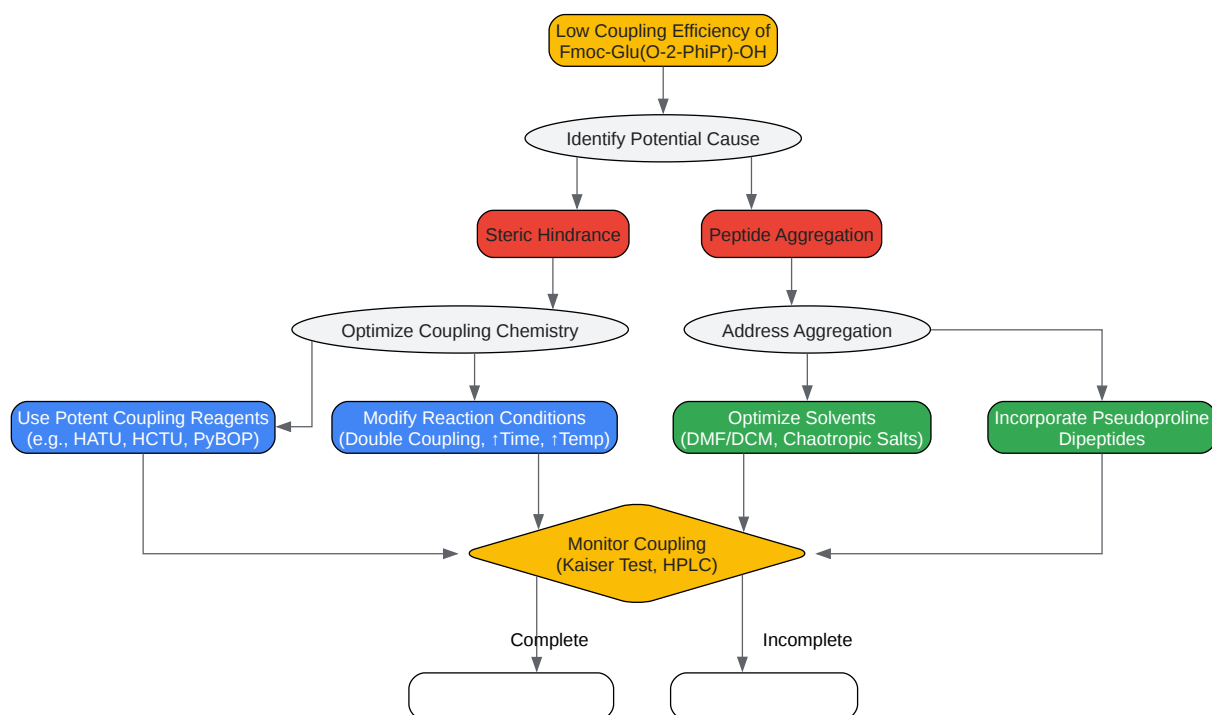 Low Coupling Efficiency of
Fmoc-Glu(O-2-PhiPr)-OH
Identify Potential Cause
Steric Hindrance
Peptide Aggregation
Optimize Coupling Chemistry
Address Aggregation
Use Potent Coupling Reagents
(e.g., HATU, HCTU, PyBOP)
Modify Reaction Conditions
(Double Coupling, ↑Time, ↑Temp)
Optimize Solvents
(DMF/DCM, Chaotropic Salts)
Incorporate Pseudoproline
Dipeptides
Monitor Coupling
(Kaiser Test, HPLC)
Complete
Incomplete